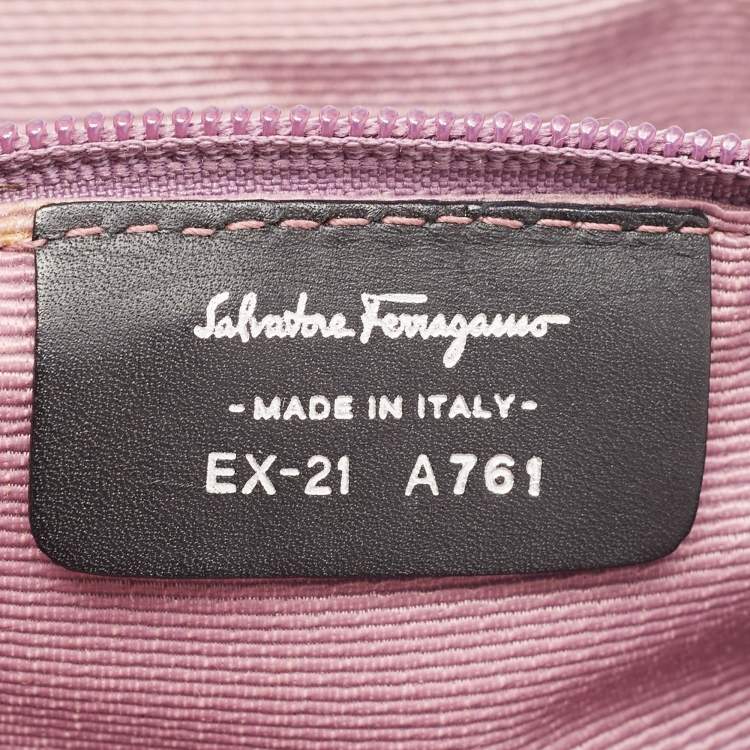 Salvatore Ferragamo
- MADE IN ITALY -
EX-21 A761